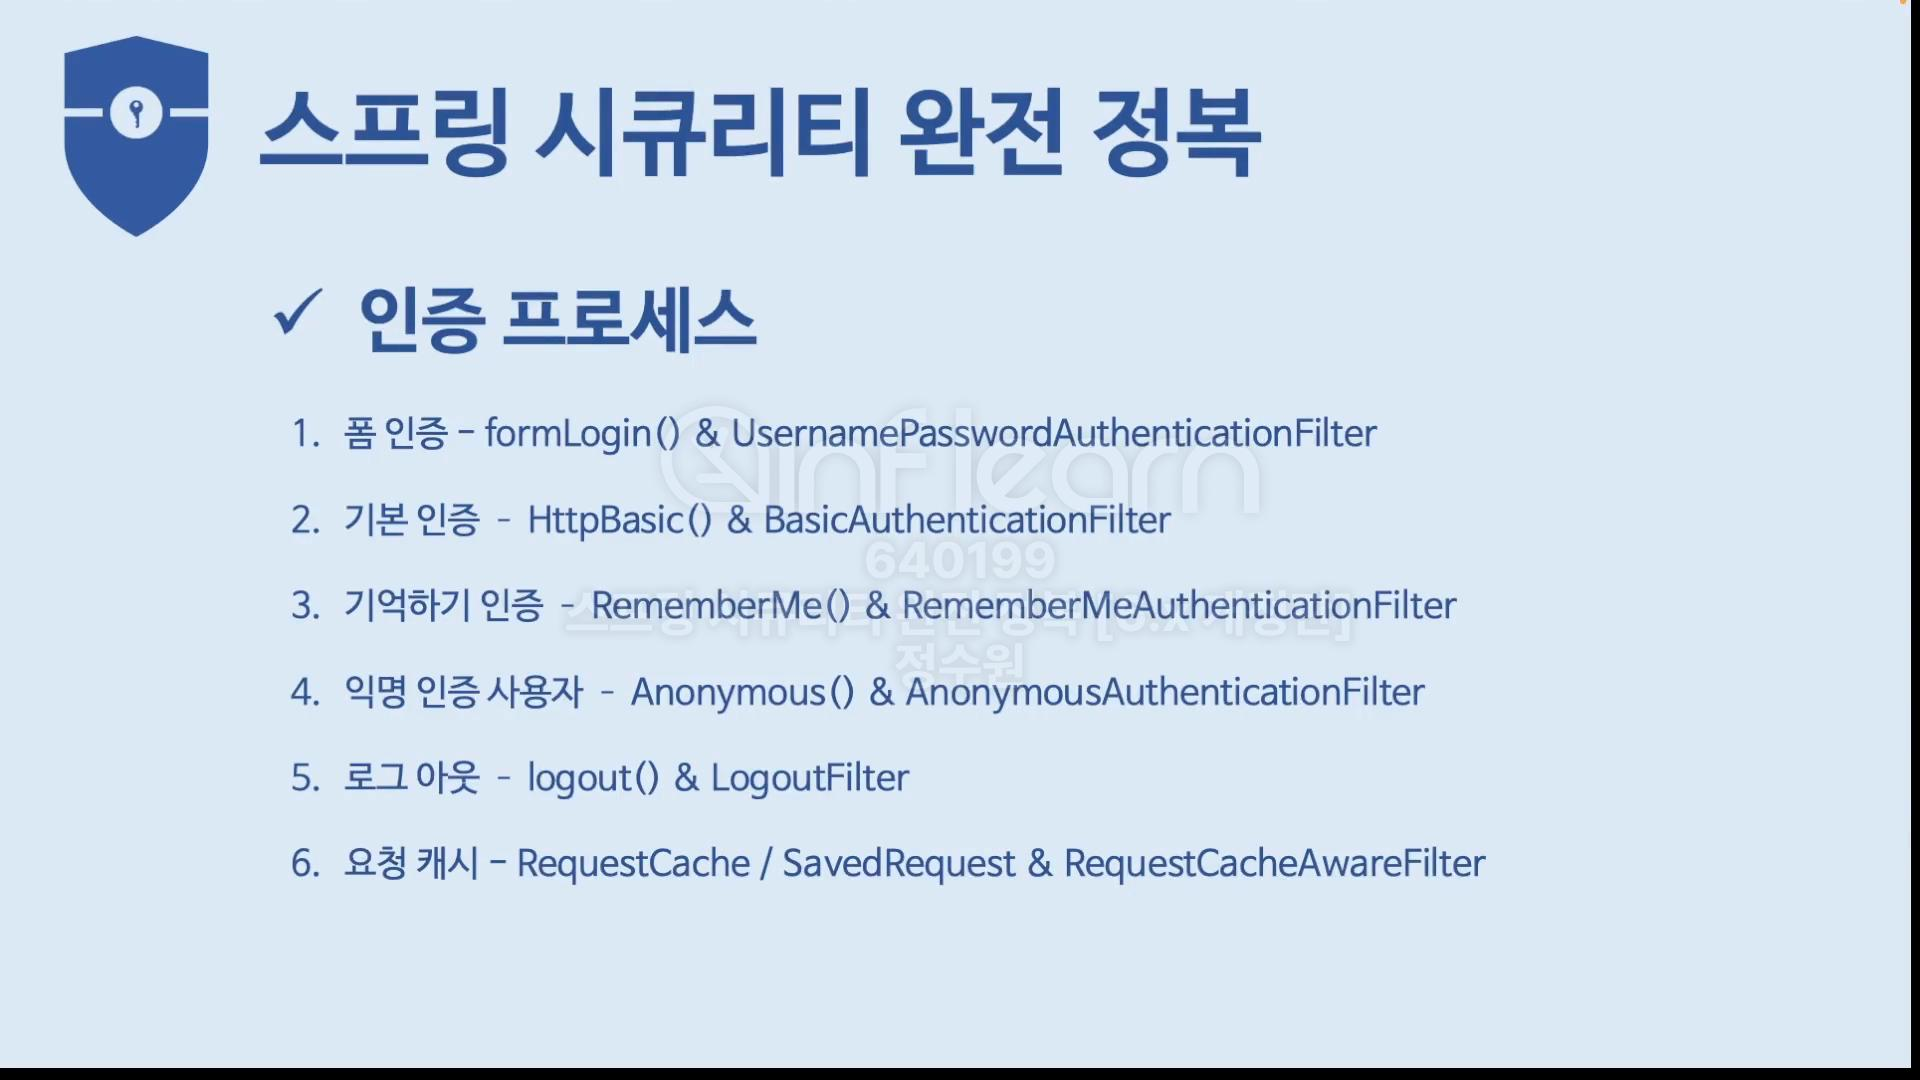 스프링 시큐리티 완전 정복
✓ 인증 프로세스
1. 폼 인증 – formLogin() & UsernamePasswordAuthenticationFilter
inflearn
2. 기본 인증 - HttpBasic() & BasicAuthenticationFilter
640199
3. 기억하기 인증 - RememberMe() & RememberMeAuthenticationFilter
스프링 시큐리티 완전 정복 [6.x 개정판]
정수원
4. 익명 인증 사용자 - Anonymous() & AnonymousAuthenticationFilter
5. 로그 아웃 - logout() & LogoutFilter
6. 요청 캐시 – RequestCache / SavedRequest & RequestCacheAwareFilter